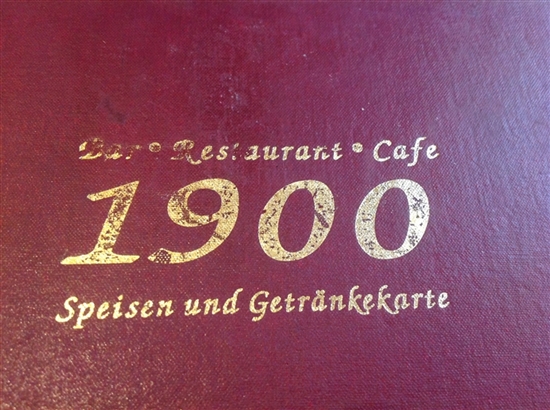 Bar • Restaurant • Cafe
1900
Speisen und Getränkekarte